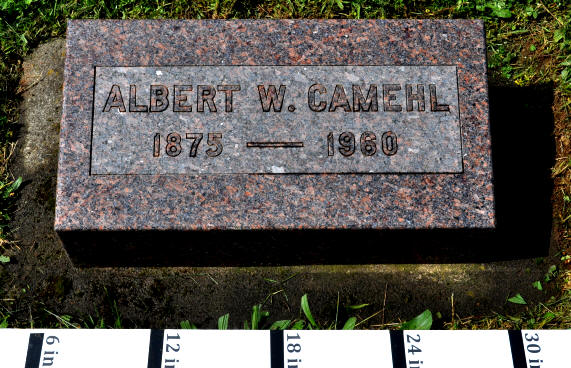 ALBERT W. CAMEHL
1875 — 1960
6 in
12 in
18 in
24 in
30 in